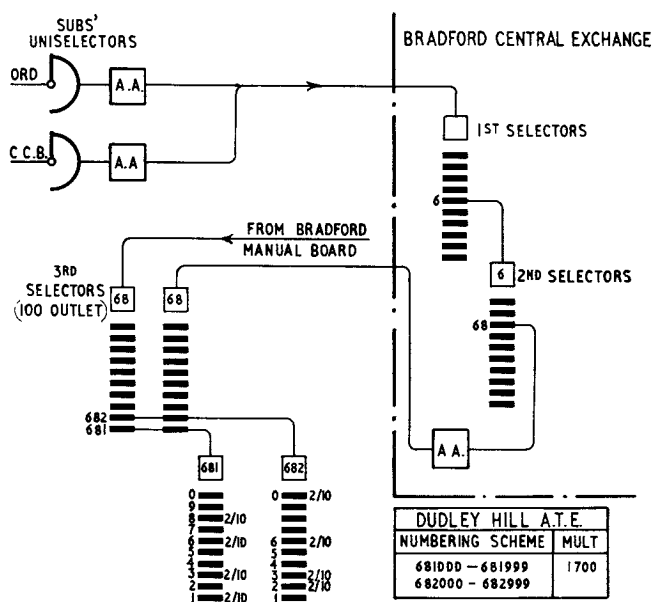 SUBS'
UNISELECTORS
BRADFORD CENTRAL EXCHANGE
ORD
A.A.
1ST SELECTORS
C C.B.
A.A
6
FROM BRADFORD
MANUAL BOARD
3RD
SELECTORS
(100 OUTLET)
68
68
6
2ND SELECTORS
68
682
681
A A.
681
682
0
9
8 2/10
7
6 2/10
5
4
3 2/10
2
1 2/10
0 2/10
6 2/10
5
4
3 2/10
2 2/10
1
DUDLEY HILL A.T.E.
NUMBERING SCHEME MULT
681000 – 681999 1700
682000 – 682999